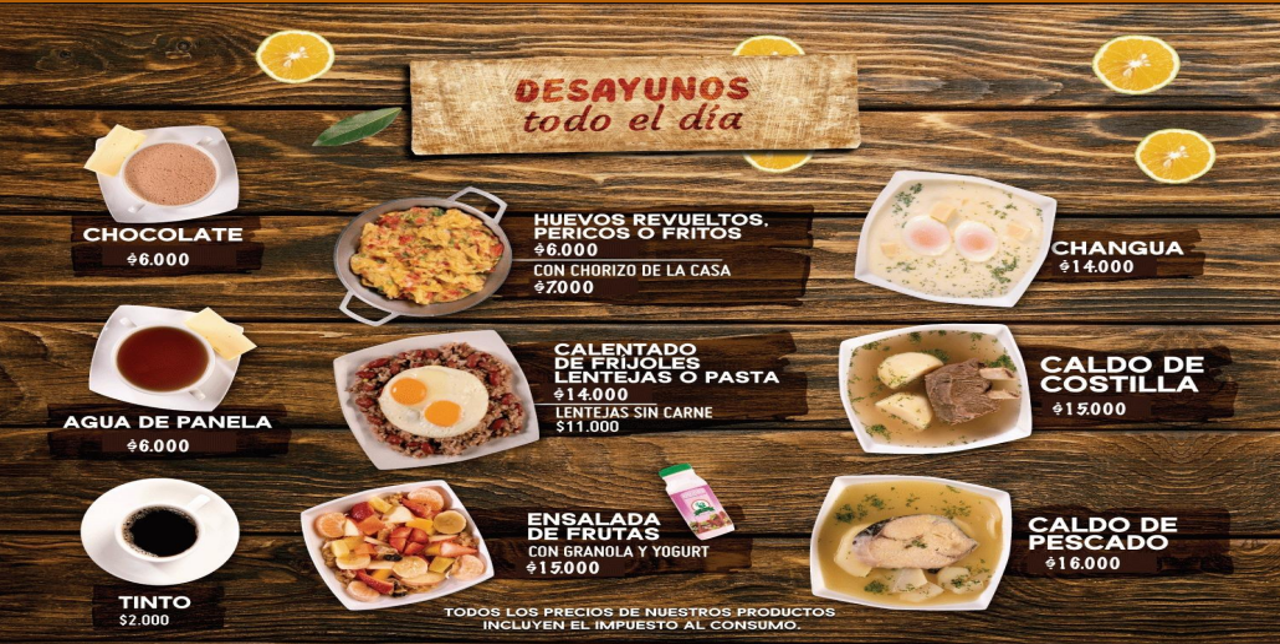 DESAYUNOS
todo el día
CHOCOLATE
$6.000
AGUA DE PANELA
$6.000
TINTO
$2.000
HUEVOS REVUELTOS,
PERICOS O FRITOS
$6.000
CON CHORIZO DE LA CASA
$7.000
CALENTADO
DE FRÍJOLES
LENTEJAS O PASTA
$14.000
LENTEJAS SIN CARNE
$11.000
ENSALADA
DE FRUTAS
CON GRANOLA Y YOGURT
$15.000
CHANGUA
$14.000
CALDO DE
COSTILLA
$15.000
CALDO DE
PESCADO
$16.000
TODOS LOS PRECIOS DE NUESTROS PRODUCTOS
INCLUYEN EL IMPUESTO AL CONSUMO.